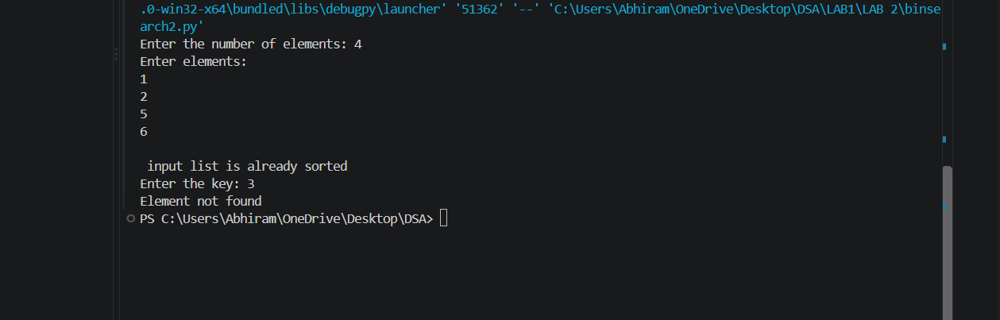 .0-win32-x64\bundled\libs\debugpy\launcher' '51362' '--' 'C:\Users\Abhiram\OneDrive\Desktop\DSA\LAB1\LAB 2\binse
arch2.py'
Enter the number of elements: 4
Enter elements:
1
2
5
6
input list is already sorted
Enter the key: 3
Element not found
PS C:\Users\Abhiram\OneDrive\Desktop\DSA>